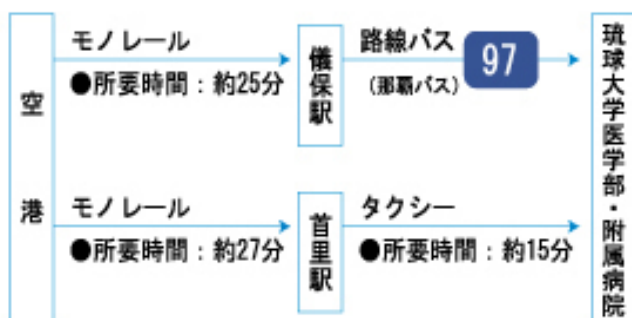 空港
モノレール
●所要時間：約25分
儀保駅
路線バス
(那覇バス)
97
モノレール
●所要時間：約27分
首里駅
タクシー
●所要時間：約15分
琉球大学医学部・附属病院